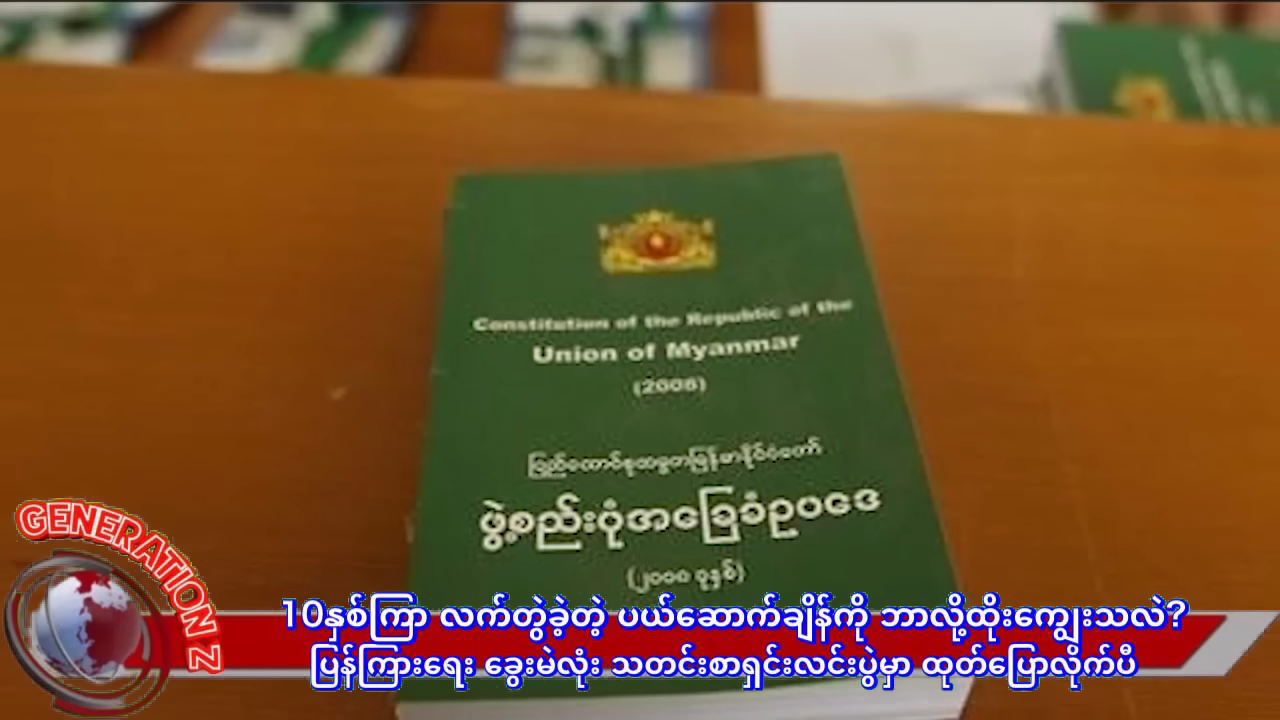 Constitution of the Republic of the
Union of Myanmar
(2008)
ပြည်ထောင်စုသမ္မတမြန်မာနိုင်ငံတော်
ဖွဲ့စည်းပုံအခြေခံဥပဒေ
(၂၀၀၈ ခုနှစ်)
GENERATION Z
10နှစ်ကြာ လက်တွဲခဲ့တဲ့ ပယ်ဆောက်ချိန်ကို ဘာလို့ထိုးကျွေးသလဲ?
ပြန်ကြားရေး ခွေးမဲလုံး သတင်းစာရှင်းလင်းပွဲမှာ ထုတ်ပြောလိုက်ပီ